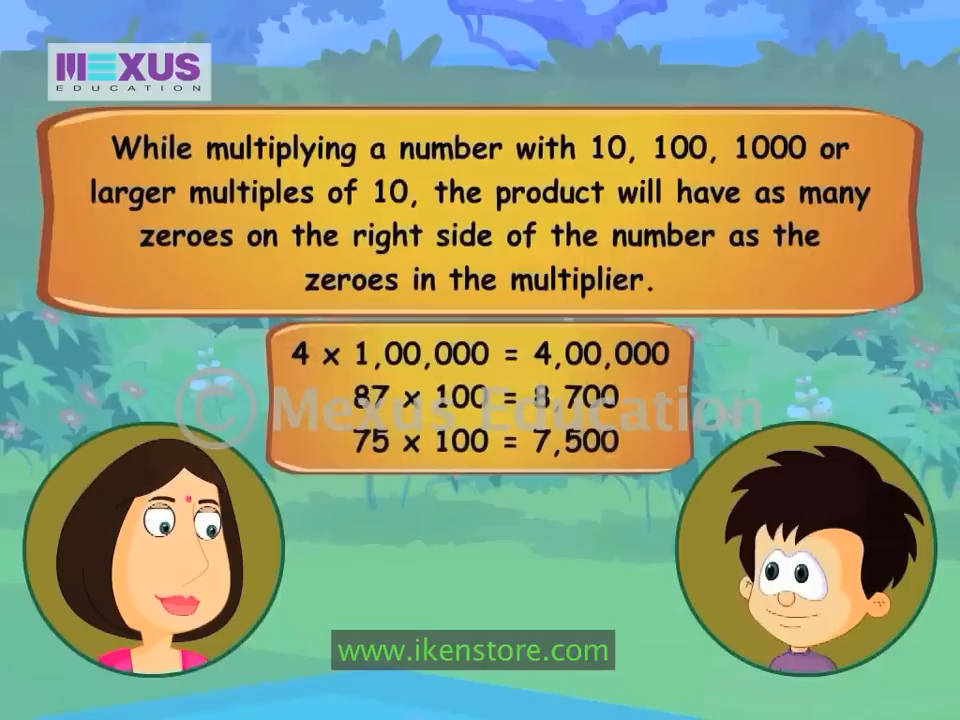 MEXUS
EDUCATION
While multiplying a number with 10, 100, 1000 or
larger multiples of 10, the product will have as many
zeroes on the right side of the number as the
zeroes in the multiplier.
4 x 1,00,000 = 4,00,000
87 x 100 = 8,700
© Mexus Education
75 x 100 = 7,500
www.ikenstore.com